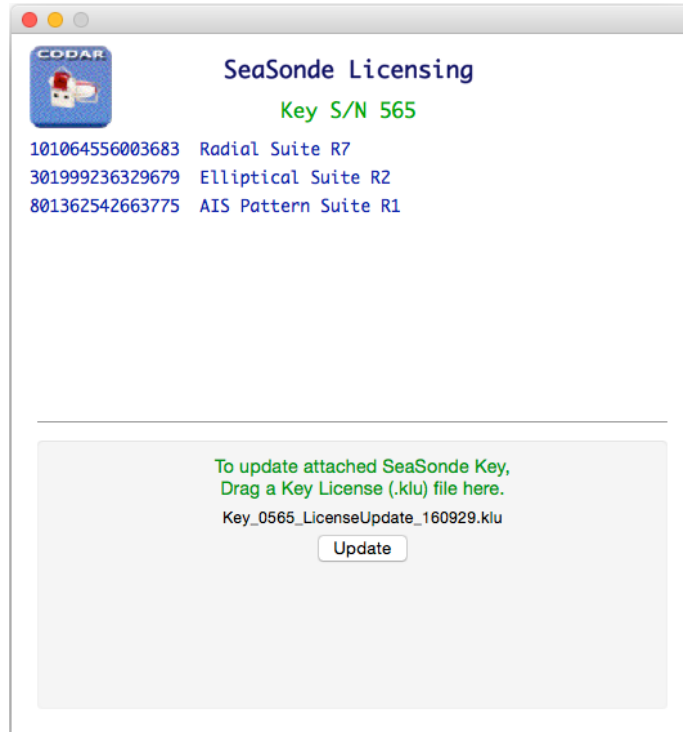 CODAR
SeaSonde Licensing
Key S/N 565
101064556003683 Radial Suite R7
301999236329679 Elliptical Suite R2
801362542663775 AIS Pattern Suite R1
To update attached SeaSonde Key,
Drag a Key License (.klu) file here.
Key_0565_LicenseUpdate_160929.klu
Update